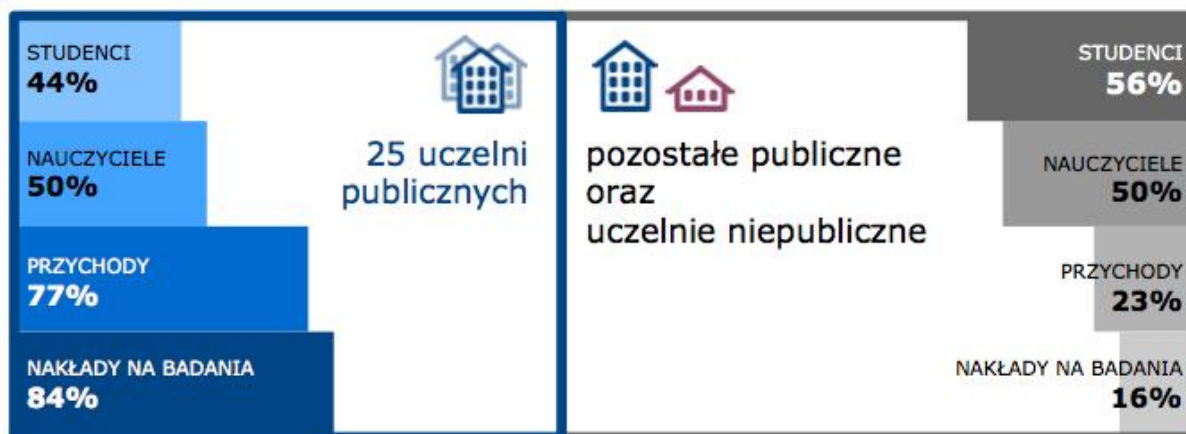 STUDENCI
44%
NAUCZYCIELE
50%
PRZYCHODY
77%
NAKŁADY NA BADANIA
84%
25 uczelni
publicznych
pozostałe publiczne
oraz
uczelnie niepubliczne
STUDENCI
56%
NAUCZYCIELE
50%
PRZYCHODY
23%
NAKŁADY NA BADANIA
16%